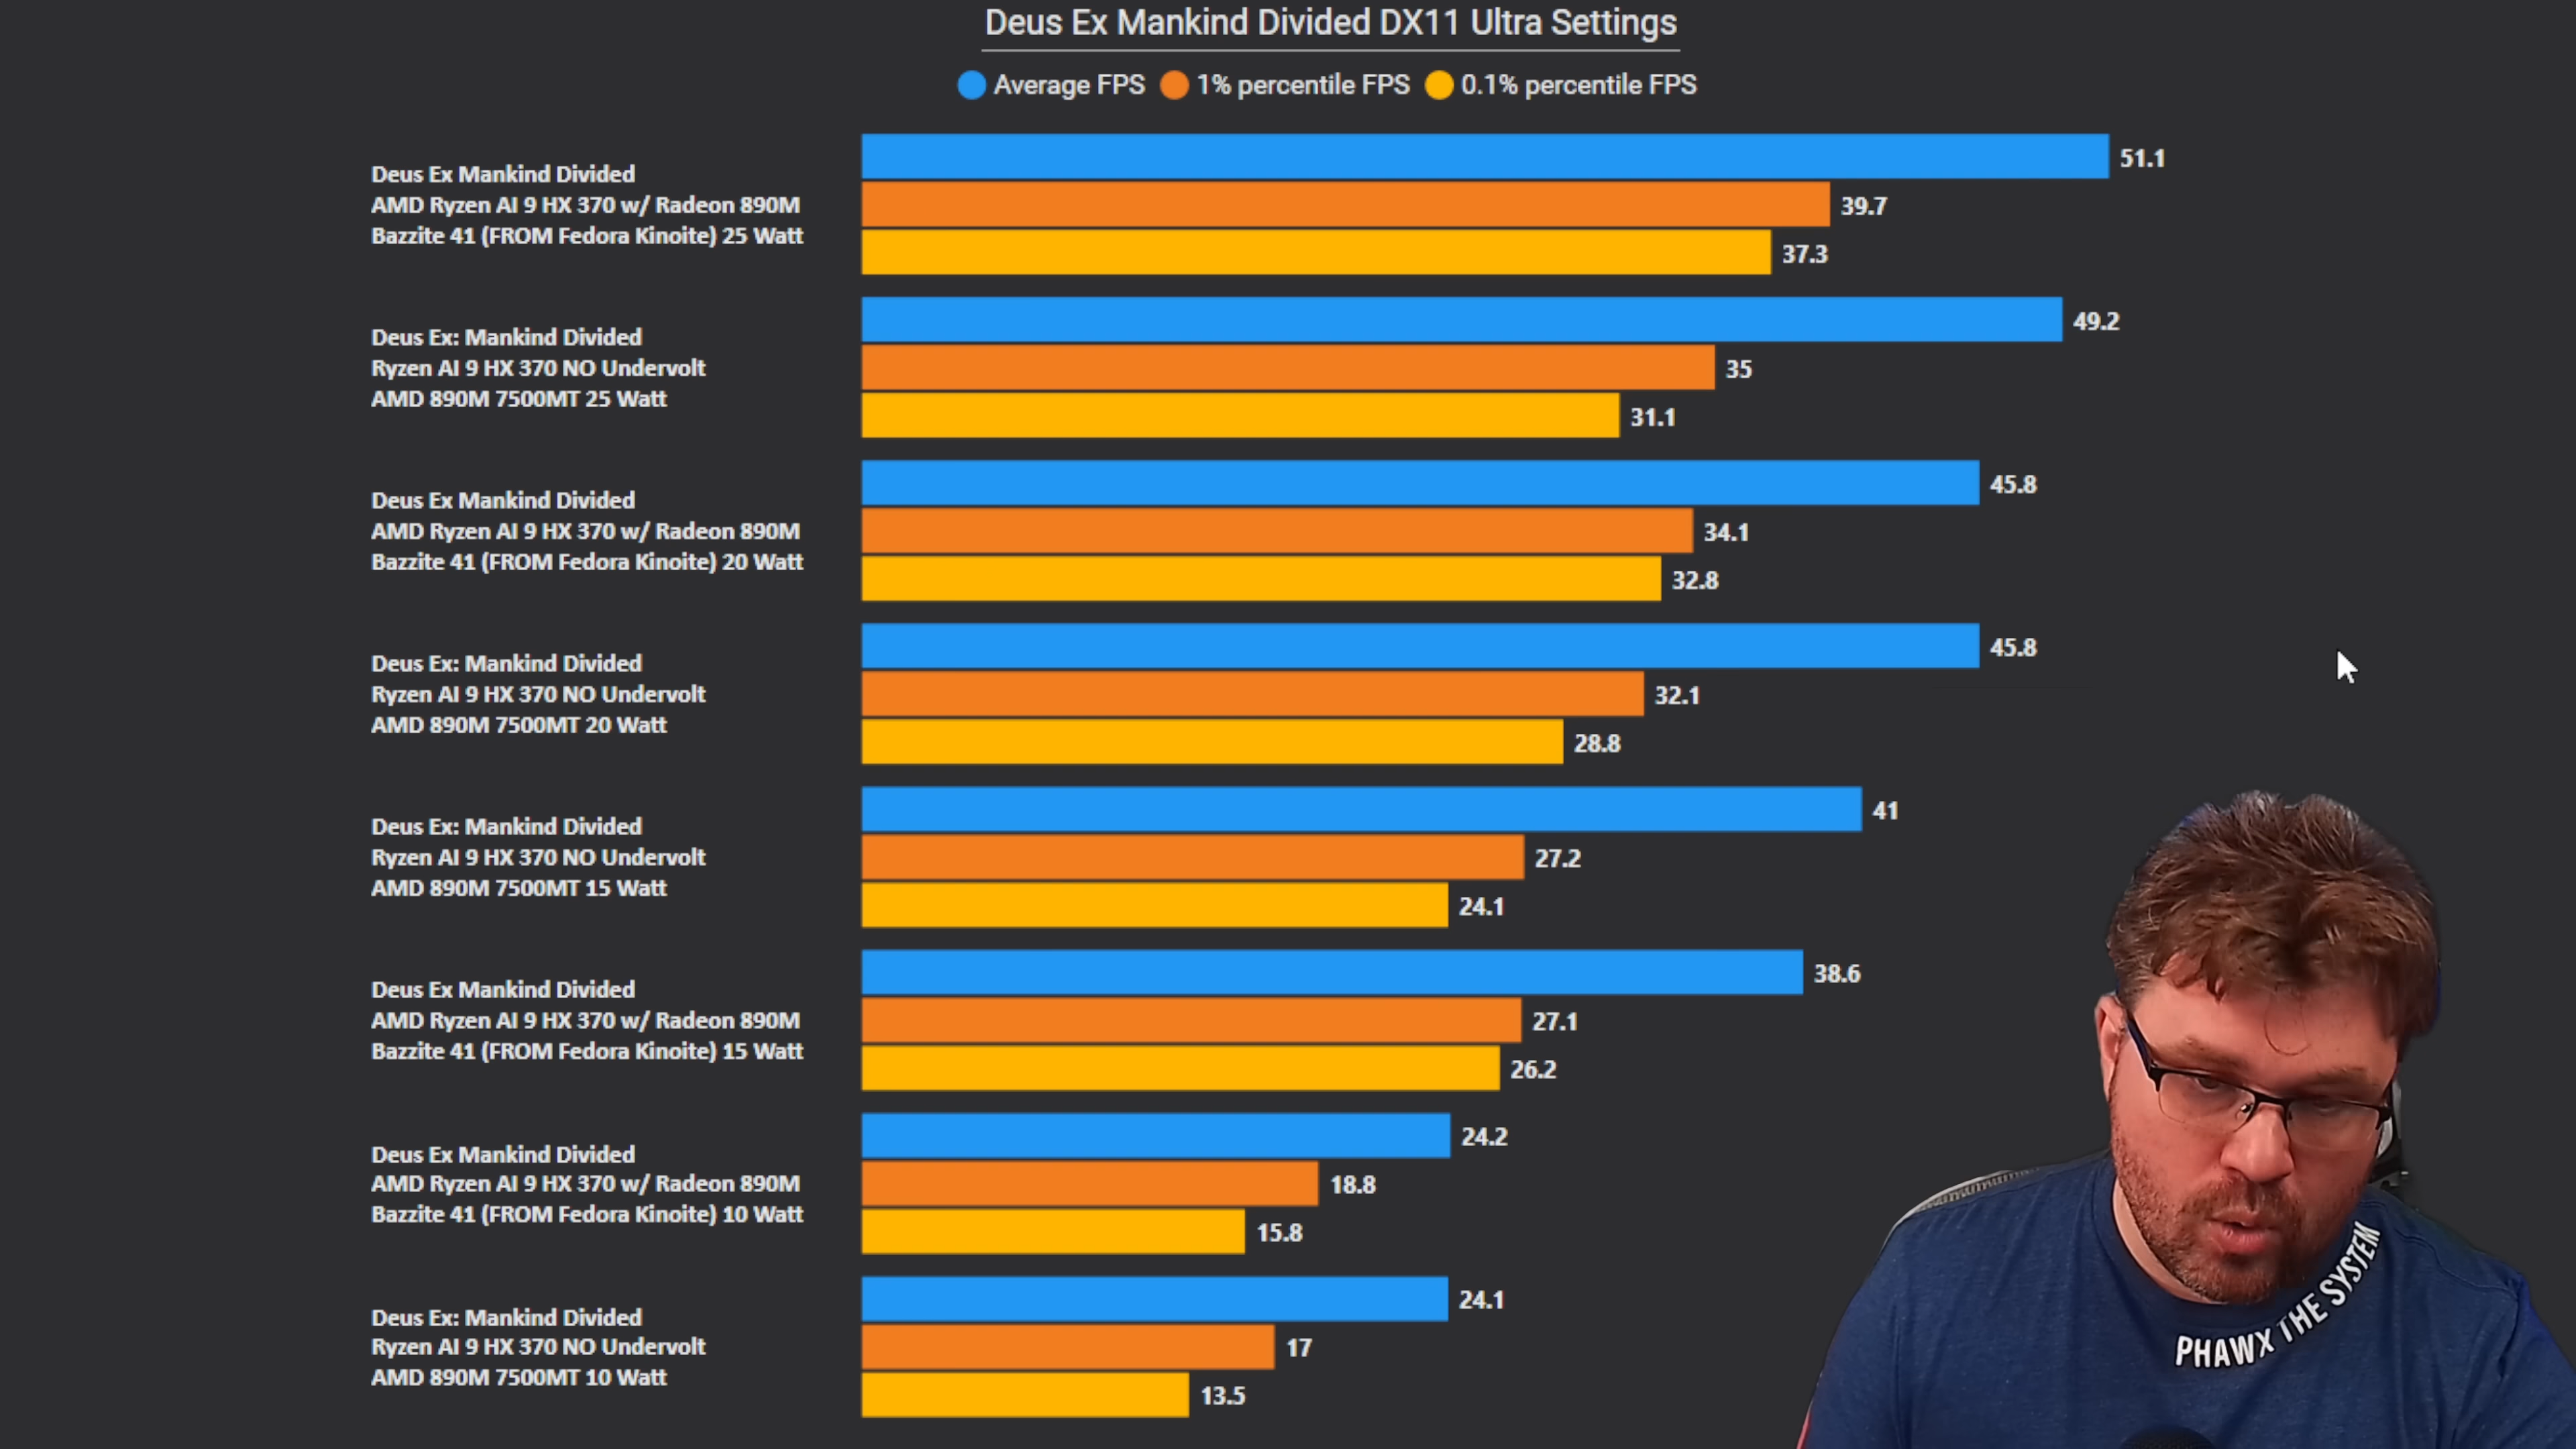 Deus Ex Mankind Divided DX11 Ultra Settings
Average FPS 1% percentile FPS 0.1% percentile FPS
Deus Ex Mankind Divided
AMD Ryzen AI 9 HX 370 w/ Radeon 890M
Bazzite 41 (FROM Fedora Kinoite) 25 Watt
51.1
39.7
37.3
Deus Ex: Mankind Divided
Ryzen AI 9 HX 370 NO Undervolt
AMD 890M 7500MT 25 Watt
49.2
35
31.1
Deus Ex Mankind Divided
AMD Ryzen AI 9 HX 370 w/ Radeon 890M
Bazzite 41 (FROM Fedora Kinoite) 20 Watt
45.8
34.1
32.8
Deus Ex: Mankind Divided
Ryzen AI 9 HX 370 NO Undervolt
AMD 890M 7500MT 20 Watt
45.8
32.1
28.8
Deus Ex: Mankind Divided
Ryzen AI 9 HX 370 NO Undervolt
AMD 890M 7500MT 15 Watt
41
27.2
24.1
Deus Ex Mankind Divided
AMD Ryzen AI 9 HX 370 w/ Radeon 890M
Bazzite 41 (FROM Fedora Kinoite) 15 Watt
38.6
27.1
26.2
Deus Ex Mankind Divided
AMD Ryzen AI 9 HX 370 w/ Radeon 890M
Bazzite 41 (FROM Fedora Kinoite) 10 Watt
24.2
18.8
15.8
Deus Ex: Mankind Divided
Ryzen AI 9 HX 370 NO Undervolt
AMD 890M 7500MT 10 Watt
24.1
17
13.5
PHAWX THE SYSTEM